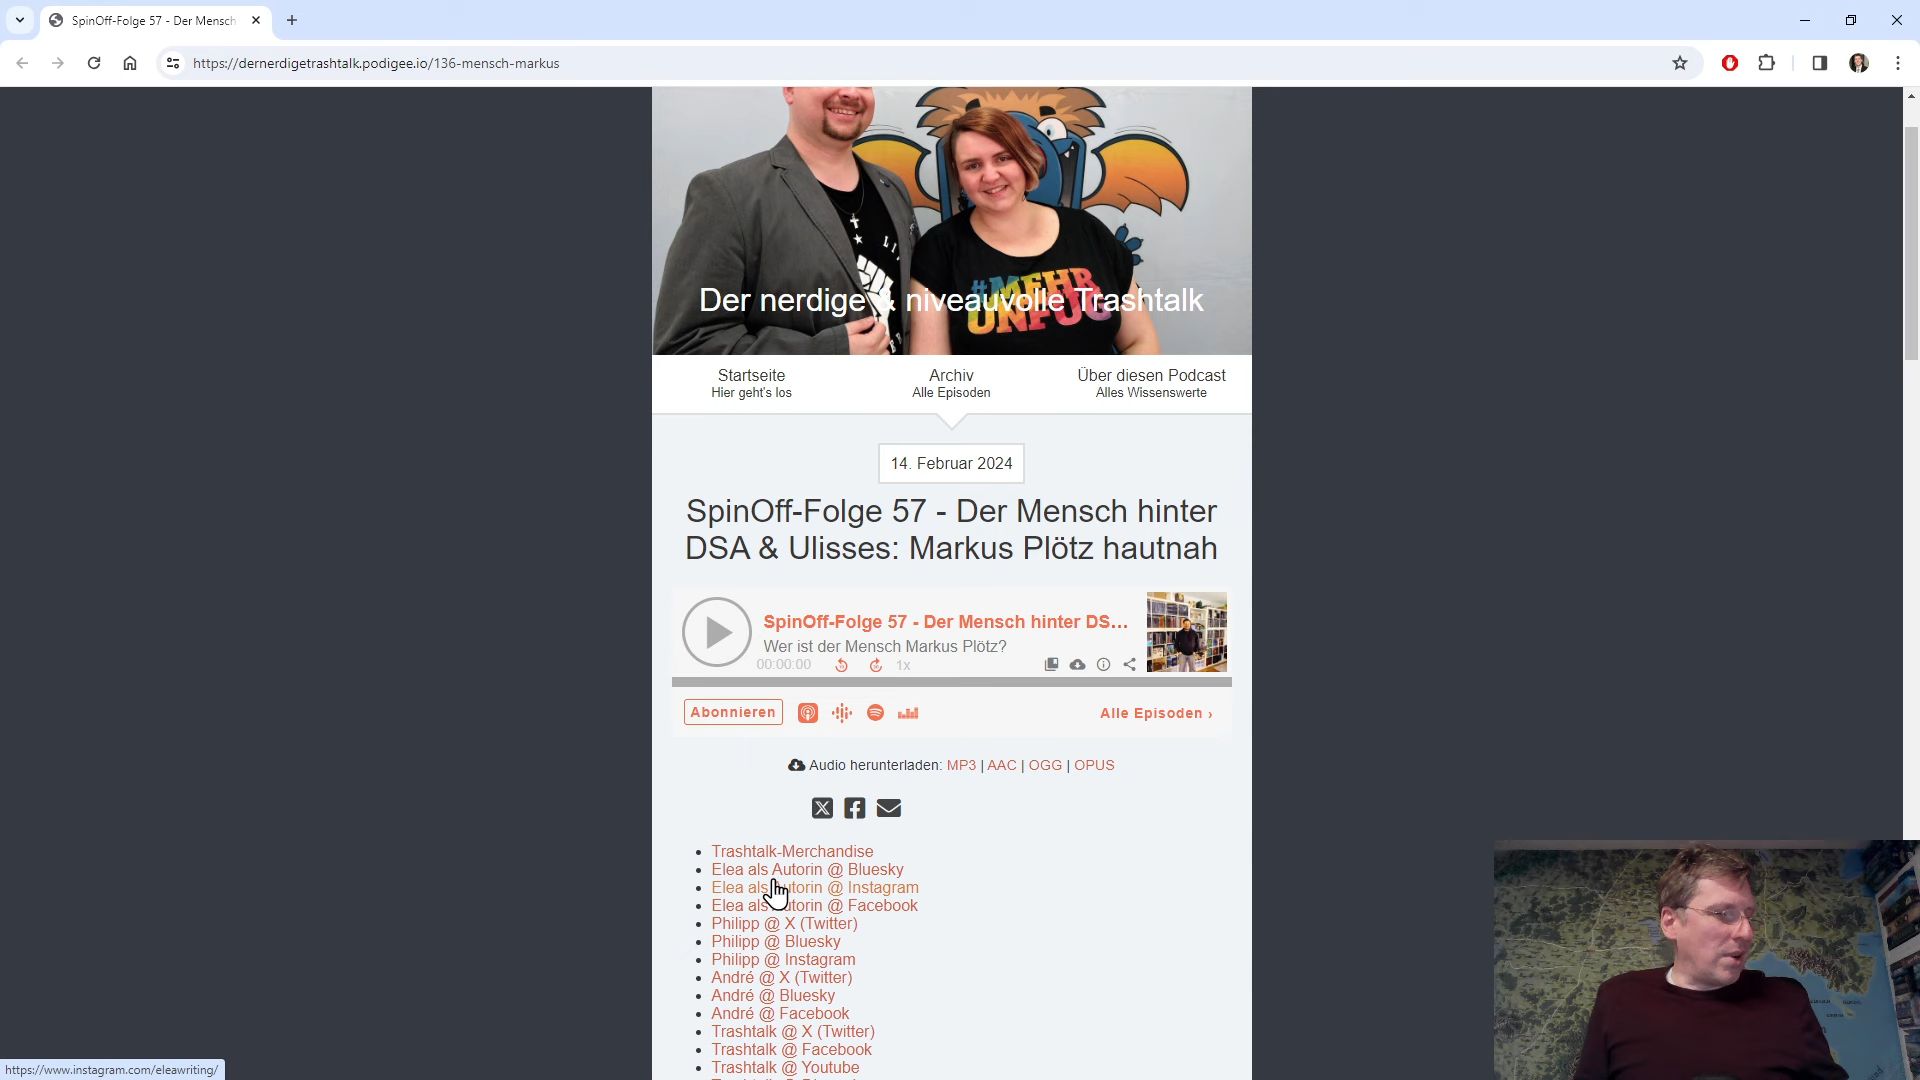 SpinOff-Folge 57 - Der Mensch
https://dernerdigetrashtalk.podigee.io/136-mensch-markus
#MEHR
UNFUG
Der nerdige & niveauvolle Trashtalk
Startseite
Hier geht's los
Archiv
Alle Episoden
Über diesen Podcast
Alles Wissenswerte
14. Februar 2024
SpinOff-Folge 57 - Der Mensch hinter
DSA & Ulisses: Markus Plötz hautnah
SpinOff-Folge 57 - Der Mensch hinter DS...
Wer ist der Mensch Markus Plötz?
00:00:00 1x
Abonnieren
Alle Episoden ›
Audio herunterladen: MP3 | AAC | OGG | OPUS
Trashtalk-Merchandise
Elea als Autorin @ Bluesky
Elea als Autorin @ Instagram
Elea als Autorin @ Facebook
Philipp @ X (Twitter)
Philipp @ Bluesky
Philipp @ Instagram
André @ X (Twitter)
André @ Bluesky
André @ Facebook
Trashtalk @ X (Twitter)
Trashtalk @ Facebook
Trashtalk @ Youtube
https://www.instagram.com/eleawriting/